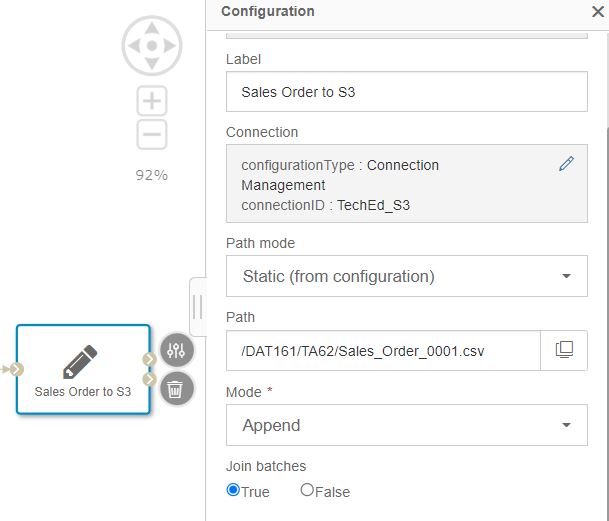 Configuration
Label
Sales Order to S3
Connection
configurationType : Connection
Management
connectionID : TechEd_S3
92%
Path mode
Static (from configuration)
Path
/DAT161/TA62/Sales_Order_0001.csv
Sales Order to S3
Mode *
Append
Join batches
True False